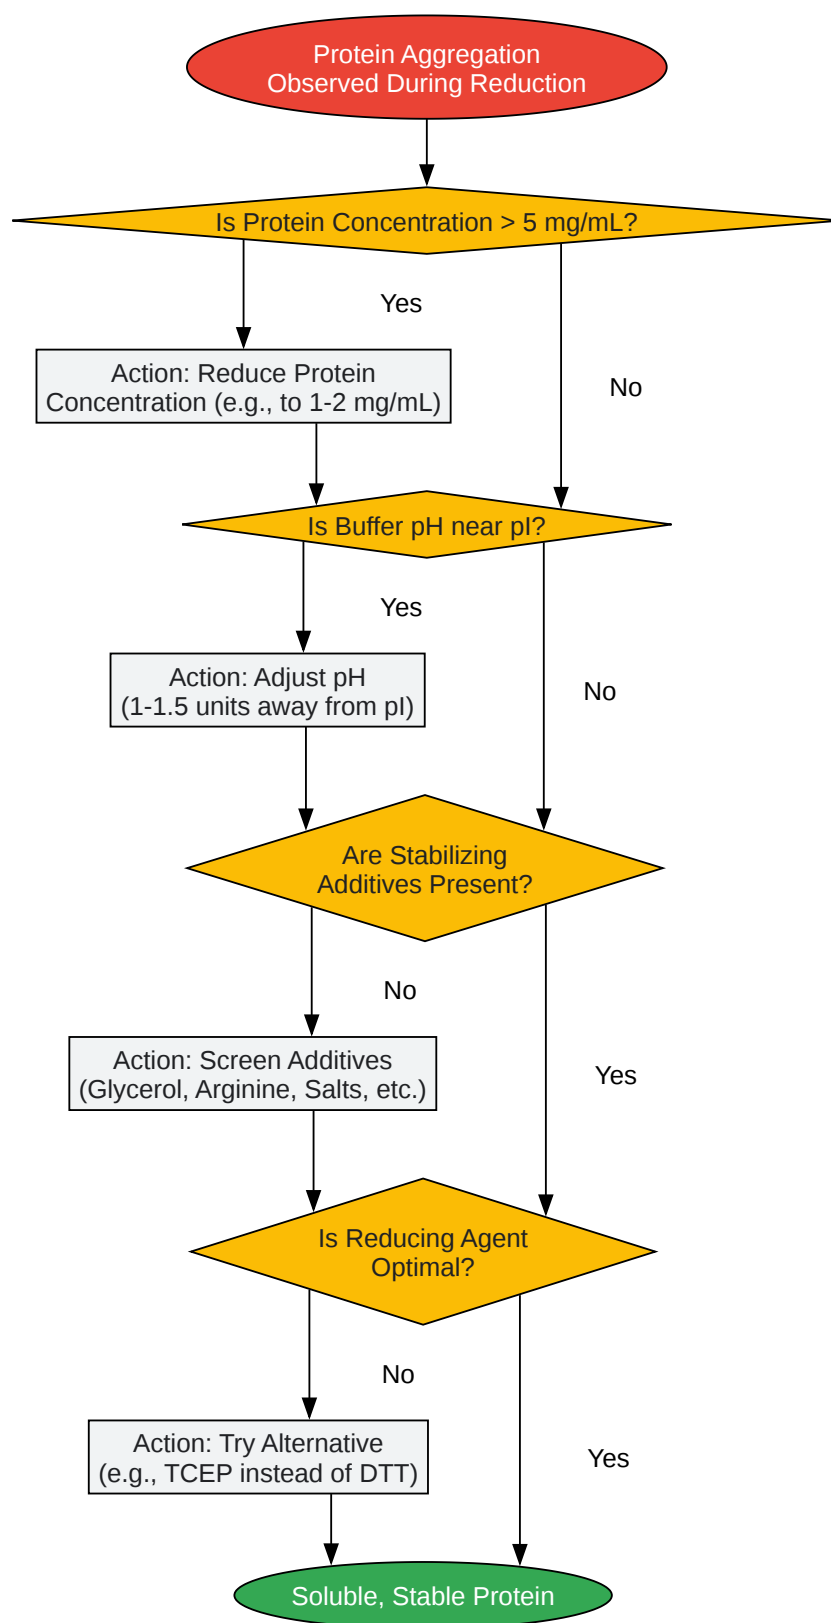 Protein Aggregation
Observed During Reduction
Is Protein Concentration > 5 mg/mL?
Yes
Action: Reduce Protein
Concentration (e.g., to 1-2 mg/mL)
No
Is Buffer pH near pI?
Yes
Action: Adjust pH
(1-1.5 units away from pI)
No
Are Stabilizing
Additives Present?
No
Action: Screen Additives
(Glycerol, Arginine, Salts, etc.)
Yes
Is Reducing Agent
Optimal?
No
Action: Try Alternative
(e.g., TCEP instead of DTT)
Yes
Soluble, Stable Protein